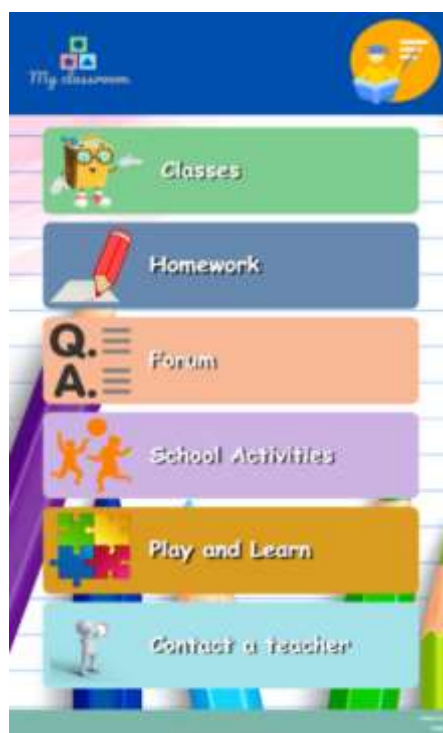 My classroom
Classes
Homework
Q.
A.
Forum
School Activities
Play and Learn
Contact a teacher